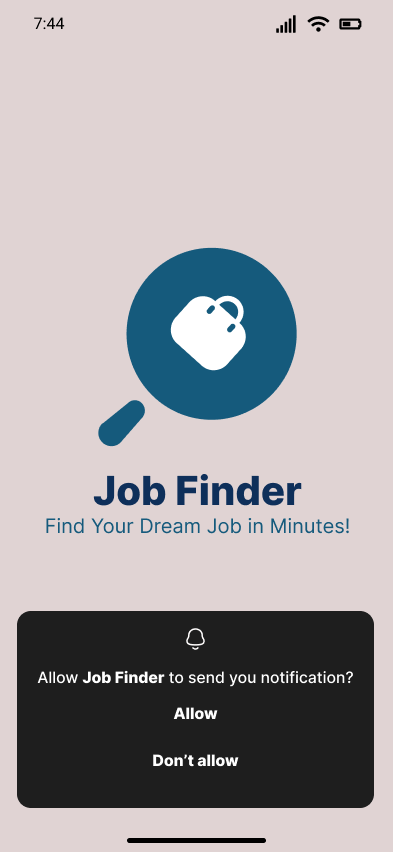 7:44
Job Finder
Find Your Dream Job in Minutes!
Allow Job Finder to send you notification?
Allow
Don’t allow